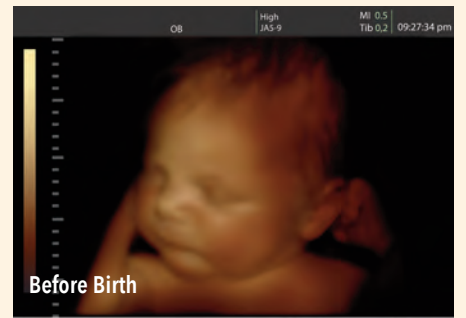 OB
High
JAS-9
MI 0.5
Tib 0,2
09:27:34 pm
Before Birth